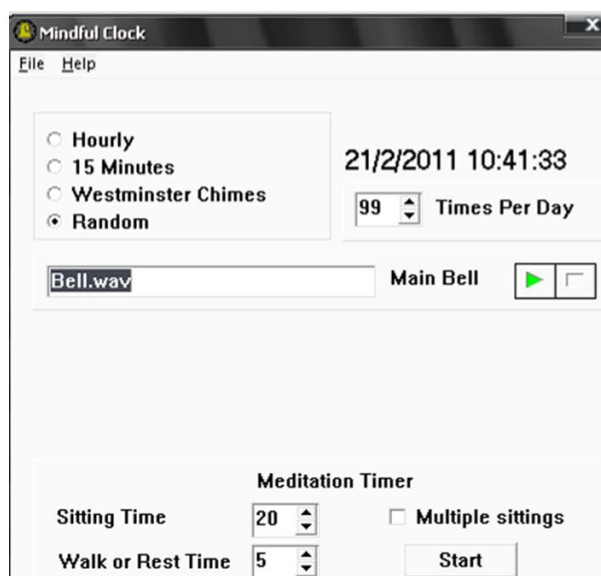 Mindful Clock
File Help
Hourly
15 Minutes
Westminster Chimes
Random
21/2/2011 10:41:33
99 Times Per Day
Bell.wav Main Bell
Meditation Timer
Sitting Time 20 Multiple sittings
Walk or Rest Time 5 Start